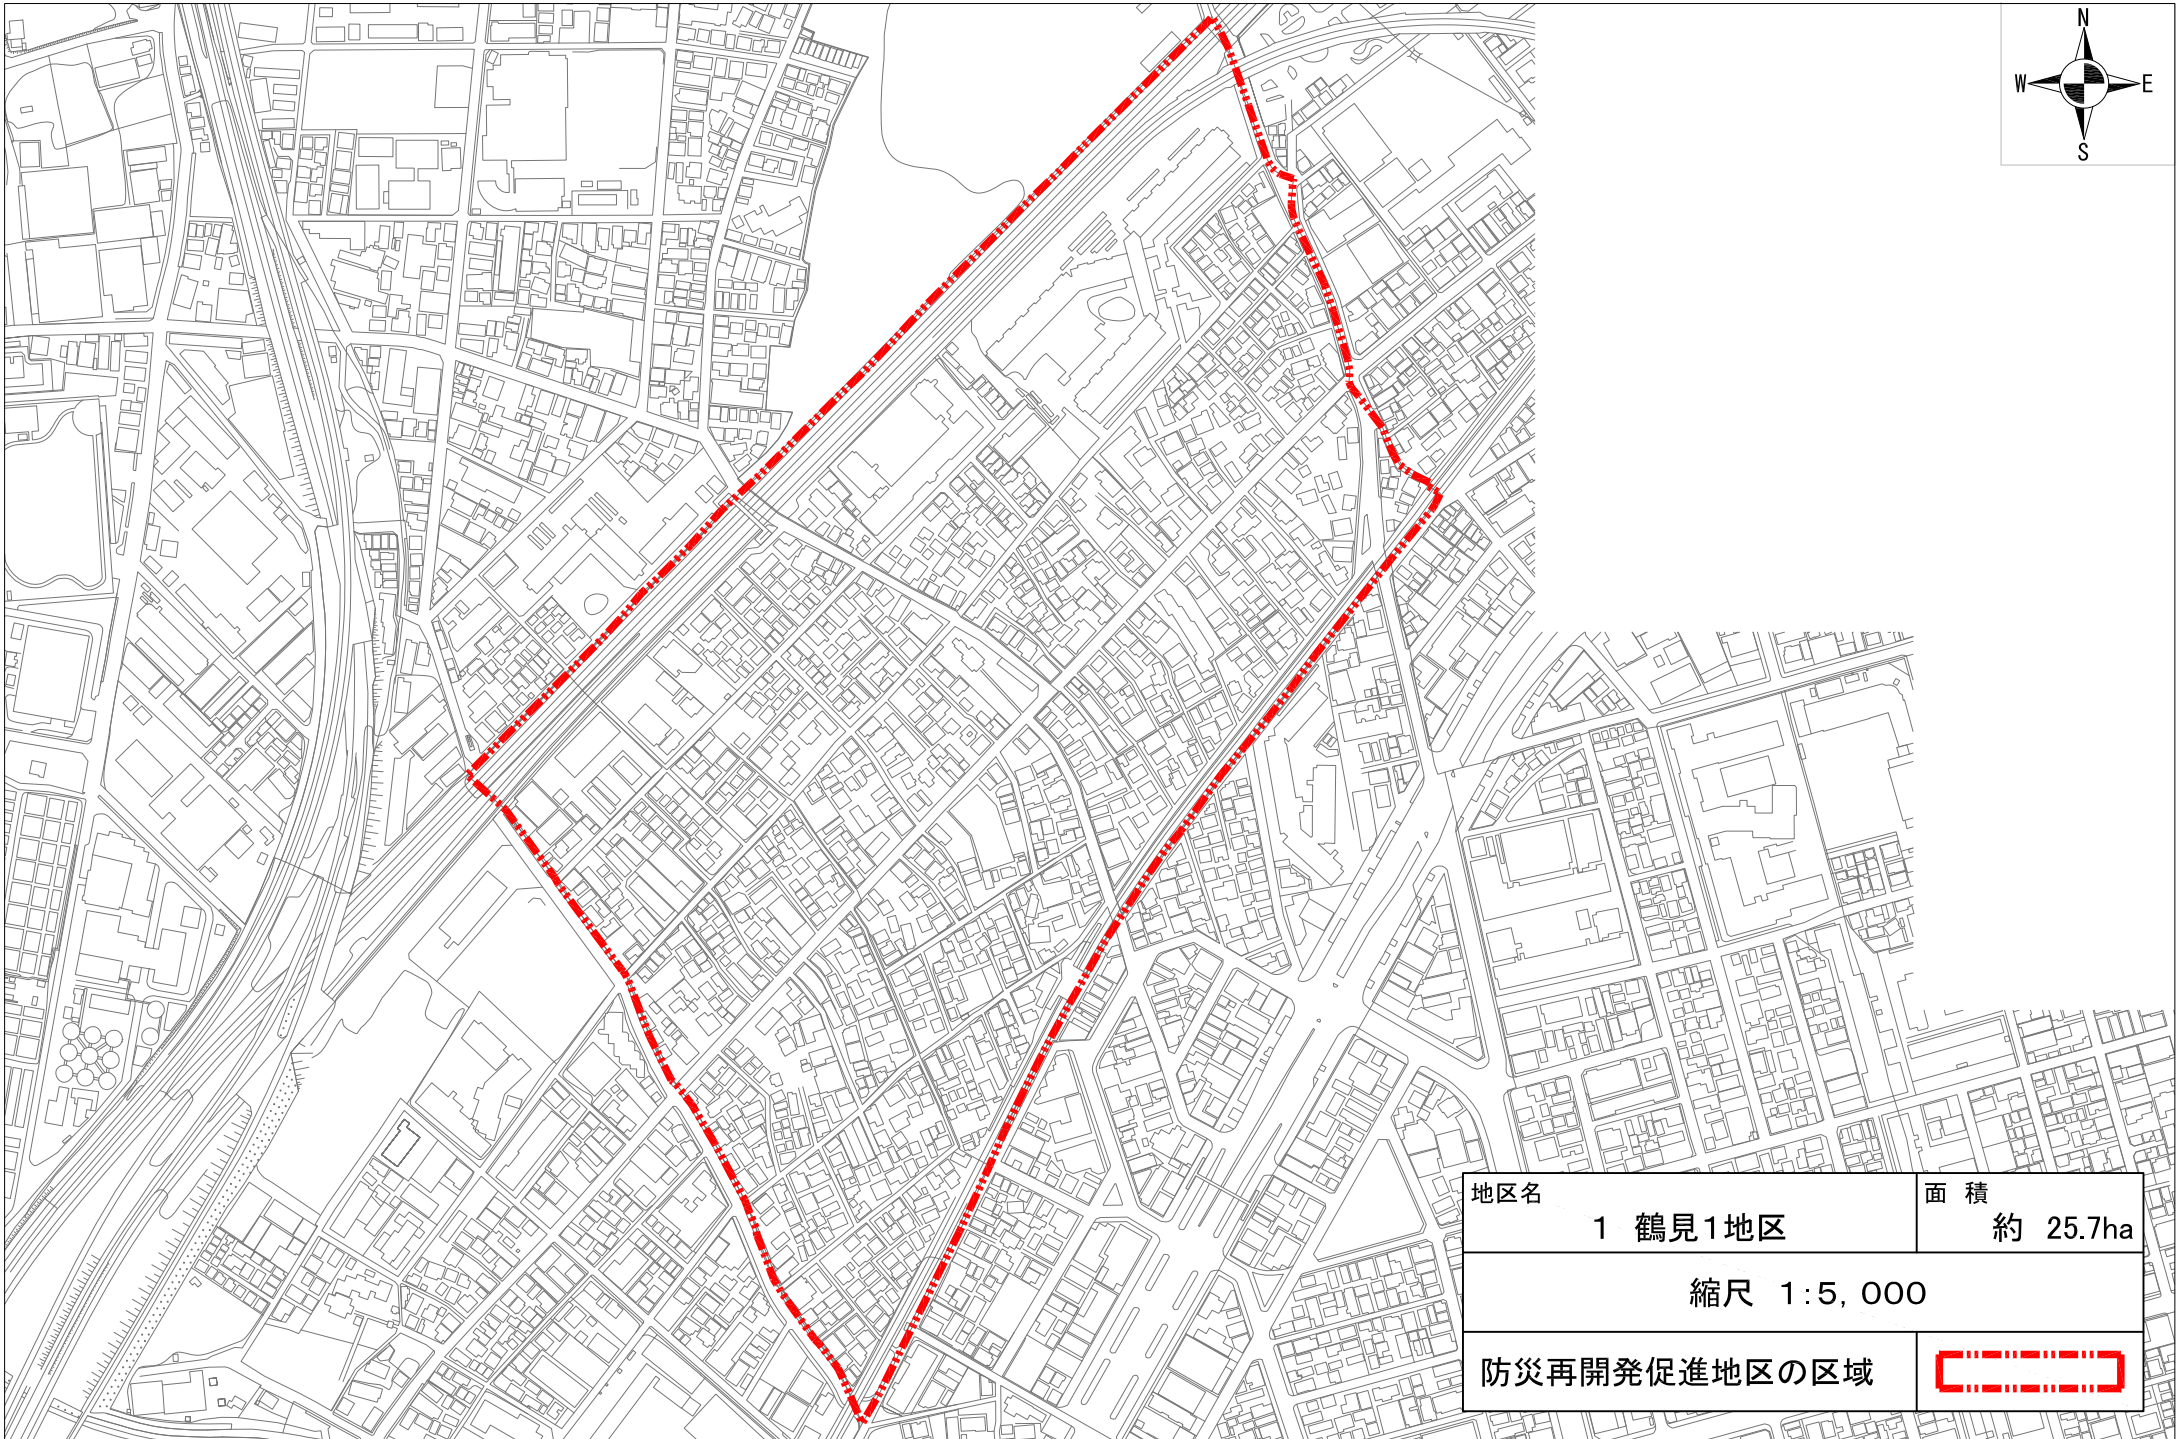 N
W E
S
地区名
1 鶴見1地区
面 積
約 25.7ha
縮尺 1:5,000
防災再開発促進地区の区域